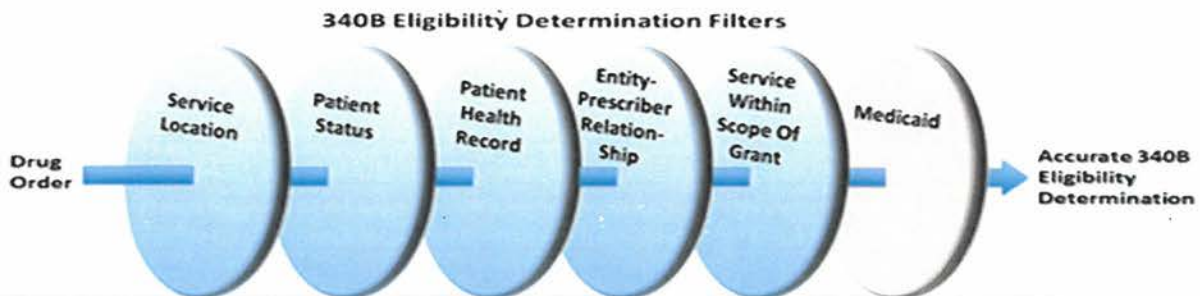 340B Eligibility Determination Filters
Drug
Order
Service
Location
Patient
Status
Patient
Health
Record
Entity-
Prescriber
Relation-
Ship
Service
Within
Scope Of
Grant
Medicaid
Accurate 340B
Eligibility
Determination